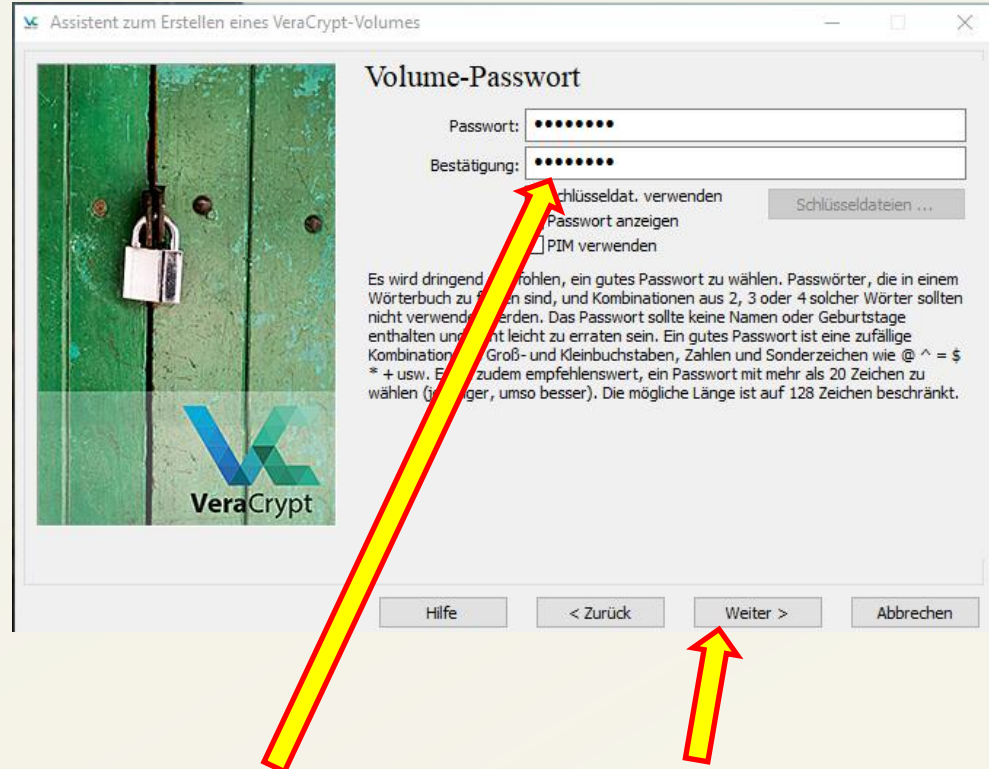 Assistent zum Erstellen eines VeraCrypt-Volumes
Volume-Passwort
Passwort: ••••••••
Bestätigung: ••••••••
chlüsseldat. verwenden
Schlüsseldateien ...
Passwort anzeigen
PIM verwenden
Es wird dringend fohlen, ein gutes Passwort zu wählen. Passwörter, die in einem
Wörterbuch zu en sind, und Kombinationen aus 2, 3 oder 4 solcher Wörter sollten
nicht verwende erden. Das Passwort sollte keine Namen oder Geburtstage
enthalten un t leicht zu erraten sein. Ein gutes Passwort ist eine zufällige
Kombination Groß- und Kleinbuchstaben, Zahlen und Sonderzeichen wie @ ^ = $
* + usw. E zudem empfehlenswert, ein Passwort mit mehr als 20 Zeichen zu
wählen (j ger, umso besser). Die mögliche Länge ist auf 128 Zeichen beschränkt.
VeraCrypt
Hilfe
< Zurück
Weiter >
Abbrechen